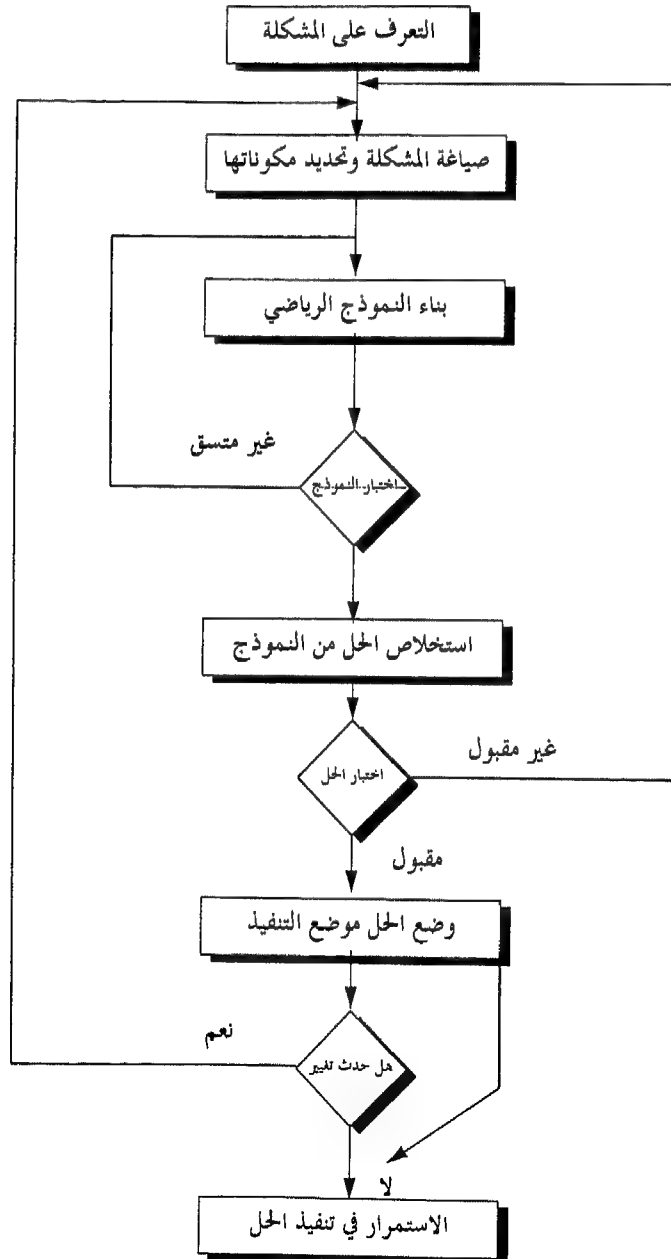 التعرف على المشكلة
صياغة المشكلة وتحديد مكوناتها
بناء النموذج الرياضي
غير متسق
اختبار النموذج
استخلاص الحل من النموذج
غير مقبول
اختبار الحل
مقبول
وضع الحل موضع التنفيذ
نعم
هل حدث تغيير
لا
الاستمرار في تنفيذ الحل